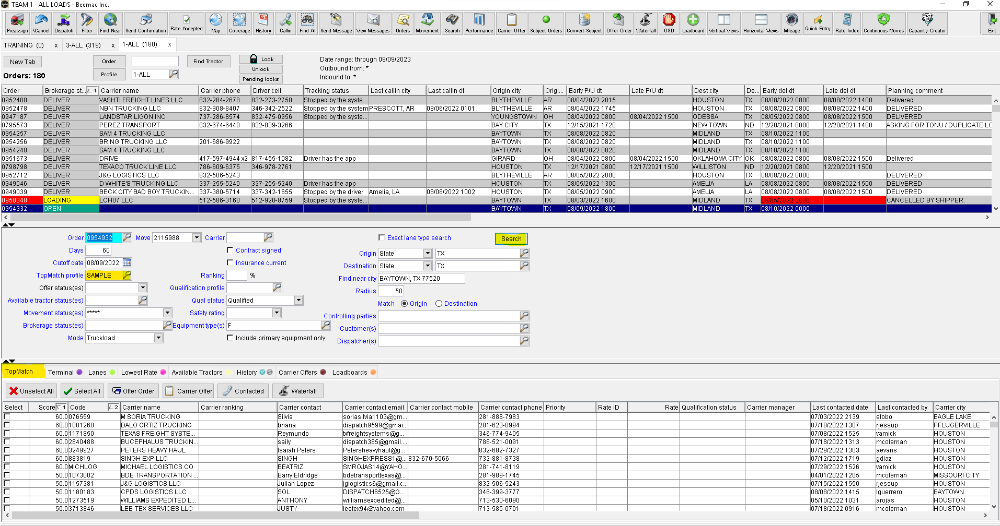 TEAM 1 - ALL LOADS - Beemac Inc.
Preassign \Cancel Dispatch Filter Find Near Send Confirmation Rate Accepted Map Coverage History Callin Find All Send Message View Messages Orders Movement Search Performance Carrier Offer Subject Orders Convert Subject Offer Order Waterfall OSD Loadboard Vertical Views Horizontal Views Mileage Quick Entry Rate Index Continuous Moves Capacity Creator Exit
TRAINING (0) x 3-ALL (319) x 1-ALL (180) x
New Tab Order Find Tractor Lock Date range: through 08/09/2023
Unlock Outbound from: *
Orders: 180 Profile 1-ALL Pending locks Inbound to: *
Order Brokerage st... 1 Carrier name Carrier phone Driver cell Tracking status Last callin city Last callin dt Origin city Origi... Early P/U dt Late P/U dt Dest city De... Early del dt Late del dt Planning comment
0952480 DELIVER VASHTI FREIGHT LINES LLC 832-284-2678 832-273-2750 Stopped by the syste... BLYTHEVILLE AR 08/04/2022 2015 HOUSTON TX 08/08/2022 0800 08/08/2022 1400 Delivered
0952478 DELIVER NBN TRUCKING LLC 832-908-8407 346-342-2522 Stopped by the system PRESCOTT, AR 08/06/2022 0101 BLYTHEVILLE AR 08/04/2022 1745 HOUSTON TX 08/08/2022 0800 08/08/2022 1400 DELIVERED
0947187 DELIVER LANDSTAR LIGON INC 737-286-8574 832-475-0956 Stopped by the syste... YOUNGSTOWN OH 08/04/2022 0800 08/04/2022 1500 ODESSA TX 08/08/2022 0800 08/08/2022 1500 DELIVERED
0795573 DELIVER PEREZ TRANSPORT 832-674-6440 832-839-3266 BAY CITY TX 12/15/2021 1720 NEW TOWN ND 12/20/2021 0800 12/20/2021 1400 ASKING FOR TONU / DUPLICATE LO
0954257 DELIVER SAM 4 TRUCKING LLC BAYTOWN TX 08/08/2022 0820 MIDLAND TX 08/10/2022 1100
0954256 DELIVER BRING TRUCKING LLC 201-686-9922 BAYTOWN TX 08/08/2022 0820 MIDLAND TX 08/10/2022 1100
0954248 DELIVER SAM 4 TRUCKING LLC BAYTOWN TX 08/08/2022 0820 MIDLAND TX 08/10/2022 1100
0951673 DELIVER DRIVE 417-597-4944 x2 817-455-1082 Driver has the app GIRARD OH 08/04/2022 0800 08/04/2022 1500 OKLAHOMA CITY OK 08/08/2022 0800 08/08/2022 1500 Delivered
0798798 DELIVER TEXACO TRUCK LINE LLC 786-609-6375 346-978-2761 HOUSTON TX 12/17/2021 0800 12/17/2021 1500 WILLISTON ND 12/20/2021 0800 12/20/2021 1500
0952712 DELIVER J&G LOGISTICS LLC 832-506-5243 BLYTHEVILLE AR 08/05/2022 2000 HOUSTON TX 08/08/2022 0000 DELIVERED
0949046 DELIVER D WHITE'S TRUCKING LLC 337-255-5240 337-255-5240 Driver has the app HOUSTON TX 08/05/2022 1300 AMELIA LA 08/08/2022 0800 08/08/2022 1500 DELIVERED
0949039 DELIVER BECK CITY BAD BOY TRUCKIN... 337-380-5714 337-342-1655 Stopped by the driver Amelia, LA 08/08/2022 1002 HOUSTON TX 08/05/2022 0900 AMELIA LA 08/08/2022 0800 08/08/2022 1500 DELIVERED
0950348 LOADING LCH07 LLC 512-586-3160 512-920-8759 Stopped by the syste... BAYTOWN TX 08/03/2022 1600 MIDLAND TX 08/05/2022 0000 CANCELLED BY SHIPPER.
0954932 OPEN BAYTOWN TX 08/09/2022 1800 MIDLAND TX 08/10/2022 0000
Order 0954932 Move 2115988 Carrier Exact lane type search Search
Days 60 Contract signed Origin State TX
Cutoff date 08/09/2022 Insurance current Destination State TX
TopMatch profile SAMPLE Ranking % Find near city BAYTOWN, TX 77520
Offer status(es) Qualification profile Radius 50
Available tractor status(es) Qual status Qualified Match Origin Destination
Movement status(es) ***** Safety rating Controlling parties
Brokerage status(es) Equipment type(s) F Customer(s)
Mode Truckload Include primary equipment only Dispatcher(s)
TopMatch Terminal Lanes Lowest Rate Available Tractors History Carrier Offers Loadboards
Unselect All Select All Offer Order Carrier Offer Contacted Waterfall
Select Score 1 Code 2 Carrier name Carrier ranking Carrier contact Carrier contact email Carrier contact mobile Carrier contact phone Priority Rate ID Rate Qualification status Carrier manager Last contacted date Last contacted by Carrier city
60.0 076559 M SORIA TRUCKING Silvia soriasilvia1103@gm... 281-888-7983 07/03/2022 2139 elobo EAGLE LAKE
60.0 1001260 DALO ORTIZ TRUCKING briana dispatch9599@gmai... 281-623-8994 07/18/2022 1307 rjessup PFLUGERVILLE
60.0 1171850 TEXAS FREIGHT SYSTE... Reymundo txfreightsystems@g... 346-774-9405 07/08/2022 1525 vamick HOUSTON
60.0 2840488 BUCEPHALUS TRUCKIN... saily dispatch385@gmail.... 786-521-0091 07/18/2022 1313 mcoleman HOUSTON
60.0 3249927 PETERS HEAVY HAUL Isaiah Peters Petersheavyhaul@g... 832-682-7327 07/29/2022 1303 aevans HOUSTON
60.0 883819 SINGH EXP LLC SINGH SINGHEXPRESS1@... 832-670-5066 732-881-8738 07/12/2022 1719 gdiaz HOUSTON
60.0 MICHLOG MICHAEL LOGISTICS CO BEATRIZ SMROJAS14@YAHO... 281-741-8119 07/29/2022 1526 vamick HOUSTON
50.0 1073002 BDE TRANSPORTATION ... Barry Eldridge bdetransporttexas@... 281-989-1745 04/01/2022 1205 mcoleman MISSOURI CITY
50.0 1157381 J&G LOGISTICS LLC Julian Lopez jglogistics6@gmail.c... 832-506-5243 07/15/2022 1550 rjessup HOUSTON
50.0 1180183 CPDS LOGISTICS LLC SOL DISPATCH6525@G... 346-399-3777 08/08/2022 1415 lguerrero BAYTOWN
50.0 1273519 WILLIAMS EXPEDITED L... ANTHONY williamsexpedited@... 713-530-6090 05/10/2022 1031 arojas HOUSTON
50.0 3713846 LEE-TEX SERVICES LLC JUSTY leetex94@yahoo.com 713-585-0701 07/18/2022 0916 mcoleman HOUSTON